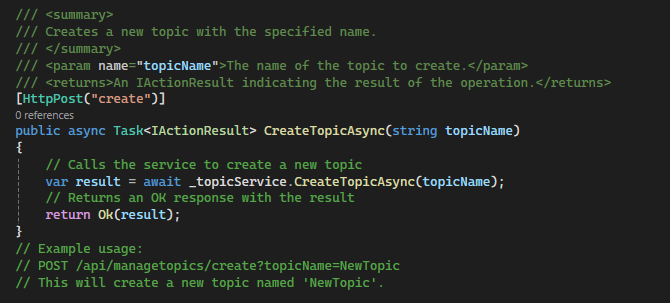 /// <summary>
/// Creates a new topic with the specified name.
/// </summary>
/// <param name="topicName">The name of the topic to create.</param>
/// <returns>An IActionResult indicating the result of the operation.</returns>
[HttpPost("create")]
0 references
public async Task<IActionResult> CreateTopicAsync(string topicName)
{
// Calls the service to create a new topic
var result = await _topicService.CreateTopicAsync(topicName);
// Returns an OK response with the result
return Ok(result);
}
// Example usage:
// POST /api/managetopics/create?topicName=NewTopic
// This will create a new topic named 'NewTopic'.